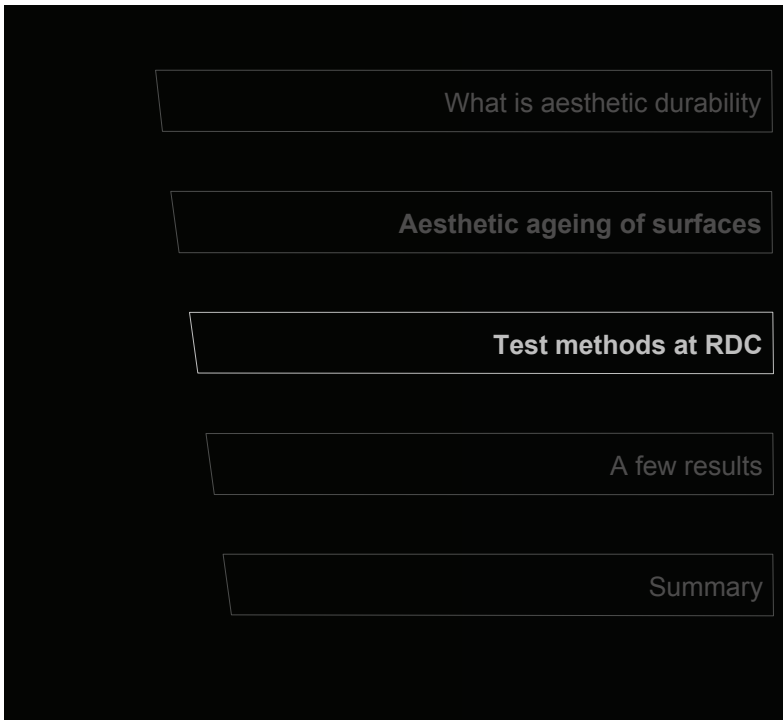 What is aesthetic durability
Aesthetic ageing of surfaces
Test methods at RDC
A few results
Summary